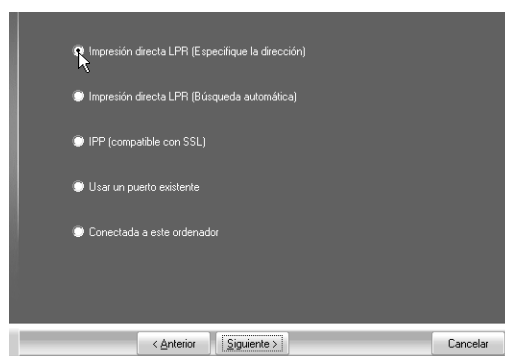 Impresión directa LPR (Especifique la dirección)
Impresión directa LPR (Búsqueda automática)
IPP (compatible con SSL)
Usar un puerto existente
Conectada a este ordenador
< Anterior
Siguiente >
Cancelar